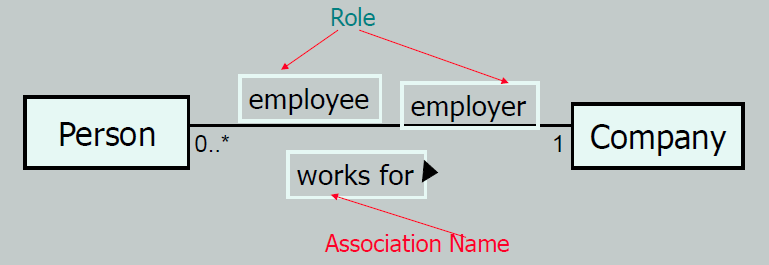 Role
employee
employer
Person
Company
0..*
1
works for
Association Name